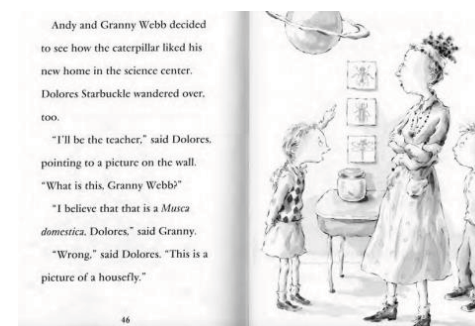 Andy and Granny Webb decided
to see how the caterpillar liked his
new home in the science center.
Dolores Starbuckle wandered over,
too.
"I'll be the teacher," said Dolores,
pointing to a picture on the wall.
"What is this, Granny Webb?"
"I believe that that is a Musca
domestica, Dolores," said Granny.
"Wrong," said Dolores. "This is a
picture of a housefly."
46